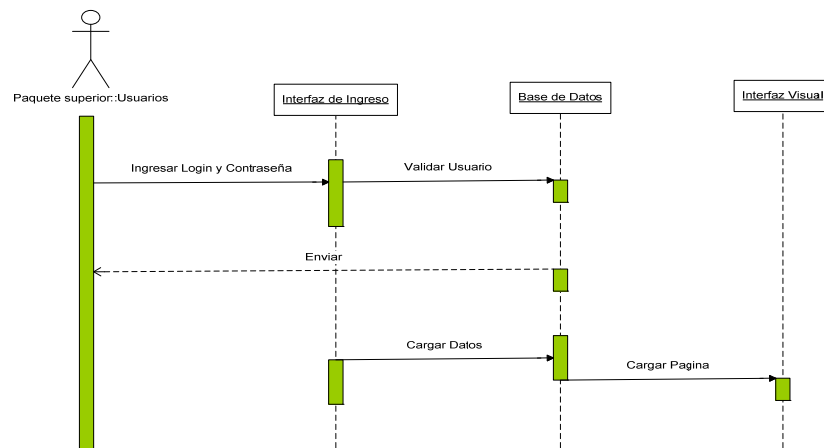 Paquete superior::Usuarios
Interfaz de Ingreso
Base de Datos
Interfaz Visual
Ingresar Login y Contraseña
Validar Usuario
Enviar
Cargar Datos
Cargar Pagina